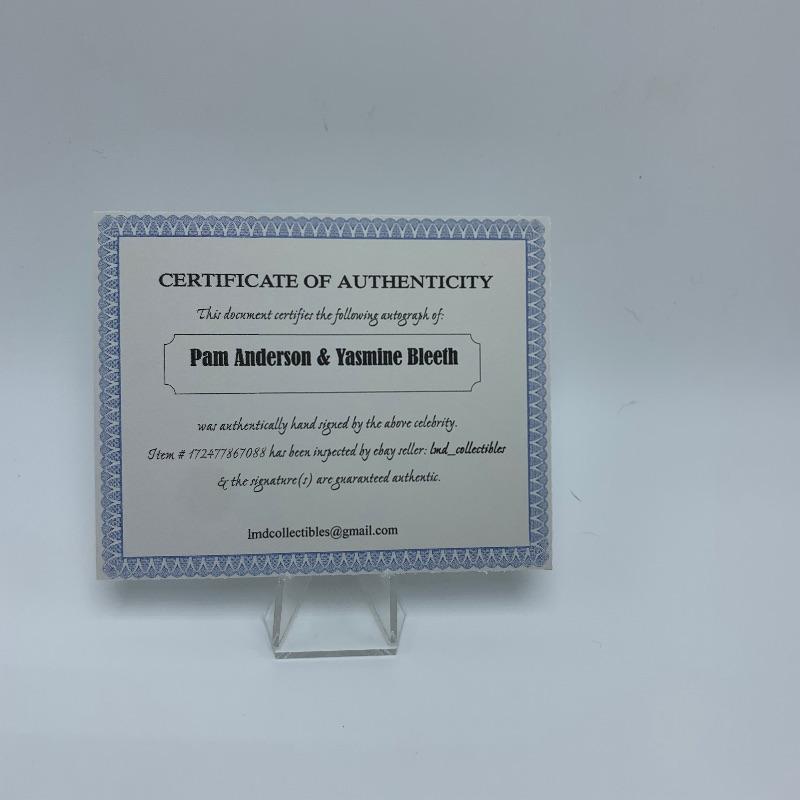 CERTIFICATE OF AUTHENTICITY
This document certifies the following autograph of:
Pam Anderson & Yasmine Bleeth
was authentically hand signed by the above celebrity.
Item # 172477867088 has been inspected by ebay seller: lmd_collectibles
& the signature(s) are guaranteed authentic.
lmdcollectibles@gmail.com